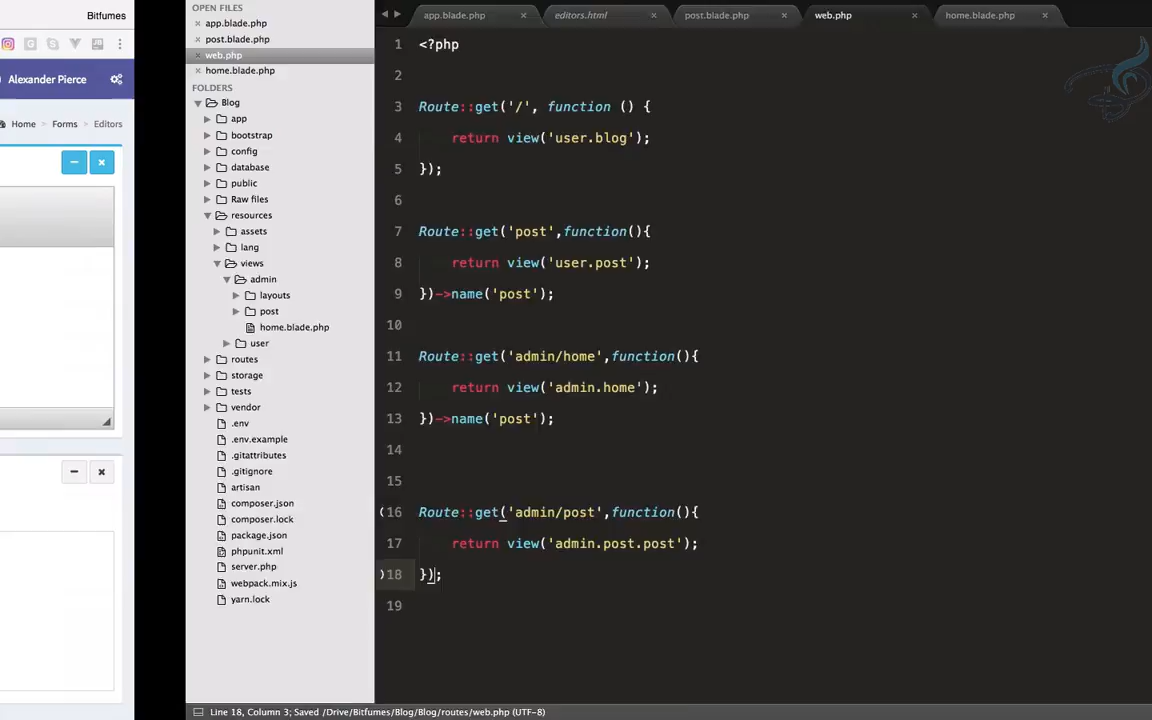 Bitfumes
Alexander Pierce
Home > Forms > Editors
OPEN FILES
× app.blade.php
× post.blade.php
× web.php
× home.blade.php
FOLDERS
Blog
app
bootstrap
config
database
public
Raw files
resources
assets
lang
views
admin
layouts
post
home.blade.php
user
routes
storage
tests
vendor
.env
.env.example
.gitattributes
.gitignore
artisan
composer.json
composer.lock
package.json
phpunit.xml
server.php
webpack.mix.js
yarn.lock
app.blade.php × editors.html × post.blade.php × web.php × home.blade.php ×
1 <?php
2
3 Route::get('/', function () {
4 return view('user.blog');
5 });
6
7 Route::get('post',function(){
8 return view('user.post');
9 })->name('post');
10
11 Route::get('admin/home',function(){
12 return view('admin.home');
13 })->name('post');
14
15
16 Route::get('admin/post',function(){
17 return view('admin.post.post');
18 });
19
Line 18, Column 3; Saved /Drive/Bitfumes/Blog/Blog/routes/web.php (UTF-8)